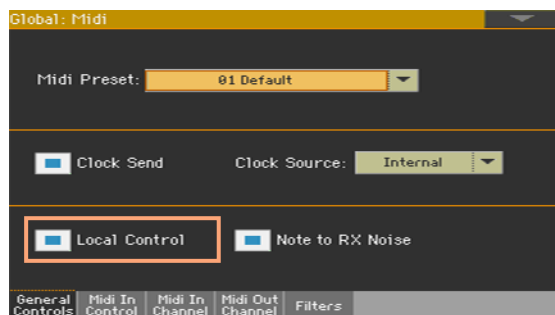 Global: Midi
Midi Preset: 01 Default
Clock Send Clock Source: Internal
Local Control Note to RX Noise
General Controls Midi In Control Midi In Channel Midi Out Channel Filters